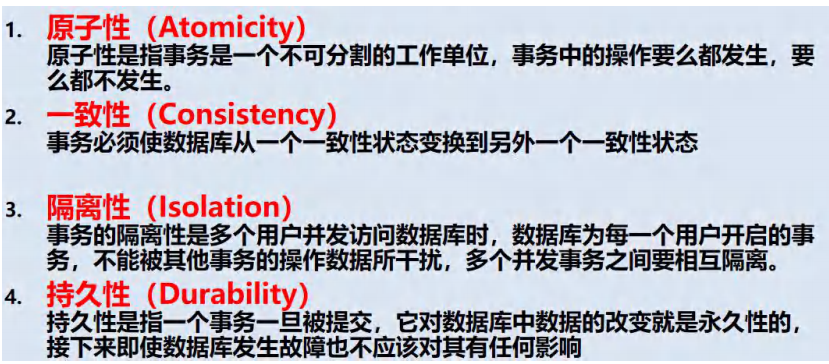 1. 原子性（Atomicity）
原子性是指事务是一个不可分割的工作单位，事务中的操作要么都发生，要
么都不发生。
2. 一致性（Consistency）
事务必须使数据库从一个一致性状态变换到另外一个一致性状态
3. 隔离性（Isolation）
事务的隔离性是多个用户并发访问数据库时，数据库为每一个用户开启的事
务，不能被其他事务的操作数据所干扰，多个并发事务之间要相互隔离。
4. 持久性（Durability）
持久性是指一个事务一旦被提交，它对数据库中数据的改变就是永久性的，
接下来即使数据库发生故障也不应该对其有任何影响